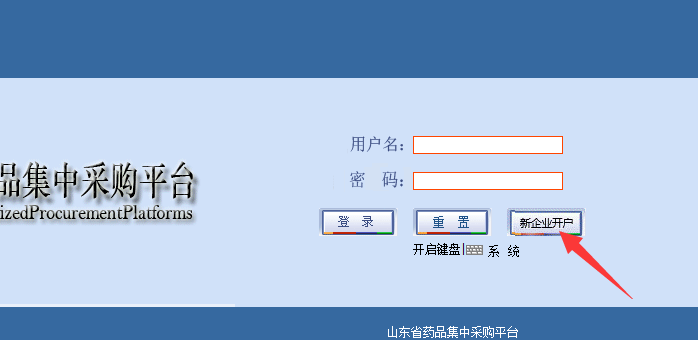 用户名：
品集中采购平台
密 码：
izedProcurementPlatforms
登 录 重 置 新企业开户
开启键盘 系 统
山东省药品集中采购平台